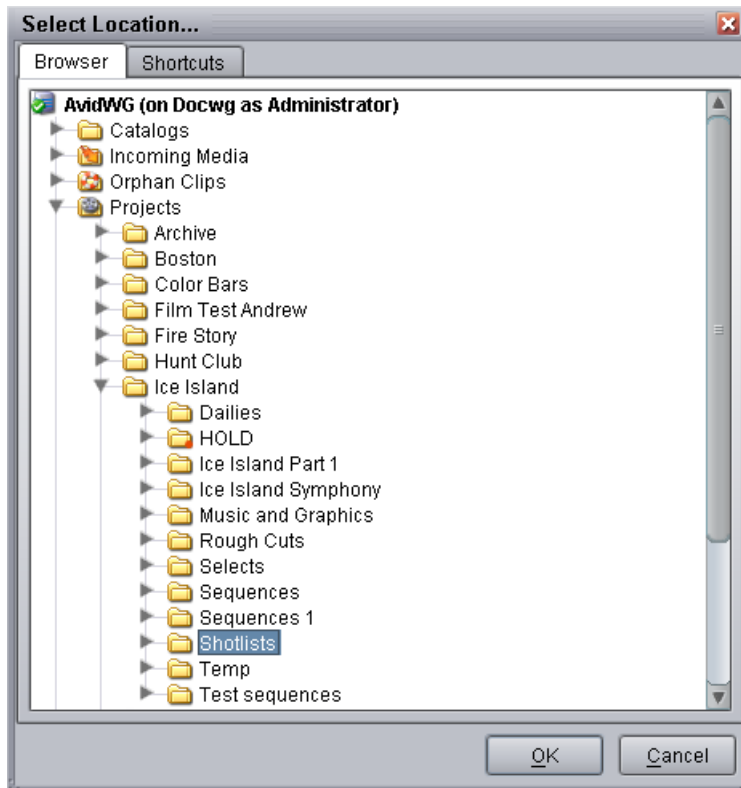 Select Location...
Browser
Shortcuts
AvidWG (on Docwg as Administrator)
Catalogs
Incoming Media
Orphan Clips
Projects
Archive
Boston
Color Bars
Film Test Andrew
Fire Story
Hunt Club
Ice Island
Dailies
HOLD
Ice Island Part 1
Ice Island Symphony
Music and Graphics
Rough Cuts
Selects
Sequences
Sequences 1
Shotlists
Temp
Test sequences
OK
Cancel